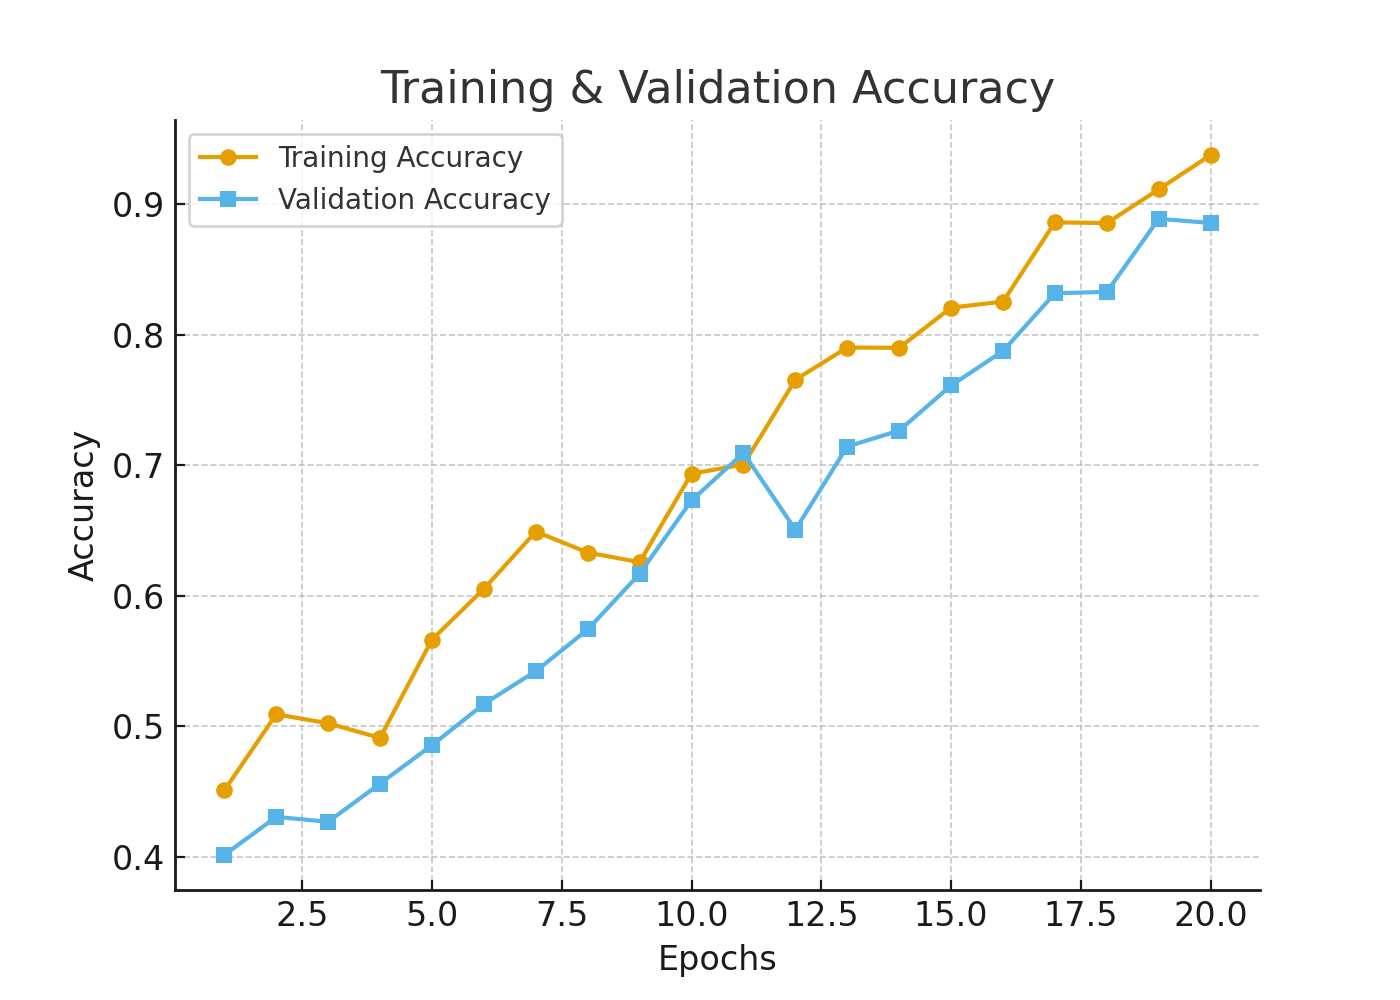 Training & Validation Accuracy
Training Accuracy
Validation Accuracy
0.9
0.8
0.7
0.6
0.5
0.4
Accuracy
2.5 5.0 7.5 10.0 12.5 15.0 17.5 20.0
Epochs